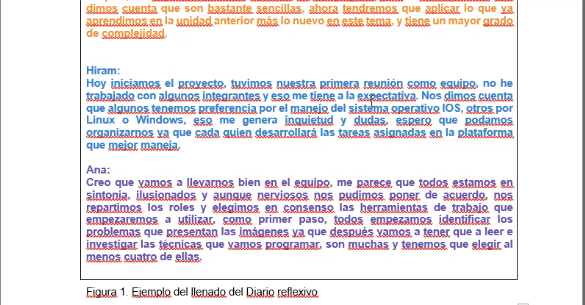 dimos cuenta que son bastante sencillas, ahora tendremos que aplicar lo que ya
aprendimos en la unidad anterior más lo nuevo en este tema, y tiene un mayor grado
de complejidad.
Hiram:
Hoy iniciamos el proyecto, tuvimos nuestra primera reunión como equipo, no he
trabajado con algunos integrantes y eso me tiene a la expectativa. Nos dimos cuenta
que algunos tenemos preferencia por el manejo del sistema operativo IOS, otros por
Linux o Windows, eso me genera inquietud y dudas, espero que podamos
organizarnos ya que cada quien desarrollará las tareas asignadas en la plataforma
que mejor maneja.
Ana:
Creo que vamos a llevarnos bien en el equipo, me parece que todos estamos en
sintonía, ilusionados y aunque nerviosos nos pudimos poner de acuerdo, nos
repartimos los roles y elegimos en consenso las herramientas de trabajo que
empezaremos a utilizar, como primer paso, todos empezamos identificar los
problemas que presentan las imágenes ya que después vamos a tener que a leer e
investigar las técnicas que vamos programar, son muchas y tenemos que elegir al
menos cuatro de ellas.
Figura 1. Ejemplo del llenado del Diario reflexivo